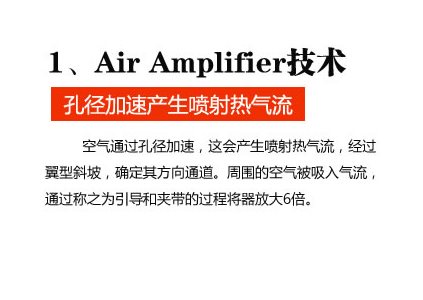 1、Air Amplifier技术
孔径加速产生喷射热气流
空气通过孔径加速，这会产生喷射热气流，经过
翼型斜坡，确定其方向通道。周围的空气被吸入气流，
通过称之为引导和夹带的过程将器放大6倍。